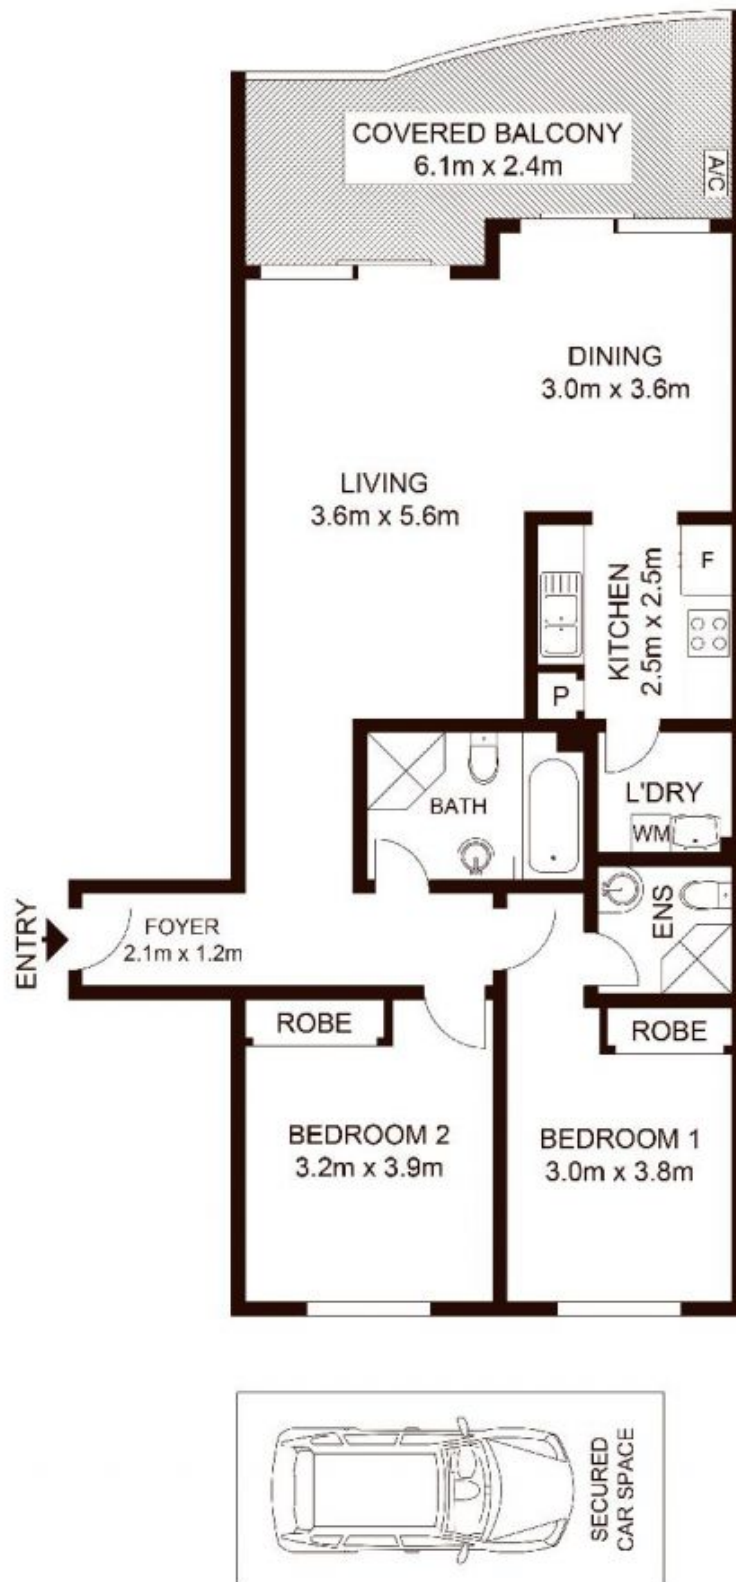 COVERED BALCONY
6.1m x 2.4m
A/C
DINING
3.0m x 3.6m
LIVING
3.6m x 5.6m
KITCHEN
2.5m x 2.5m
F
P
BATH
L'DRY
WM
ENS
ENTRY
FOYER
2.1m x 1.2m
ROBE
ROBE
BEDROOM 2
3.2m x 3.9m
BEDROOM 1
3.0m x 3.8m
SECURED
CAR SPACE